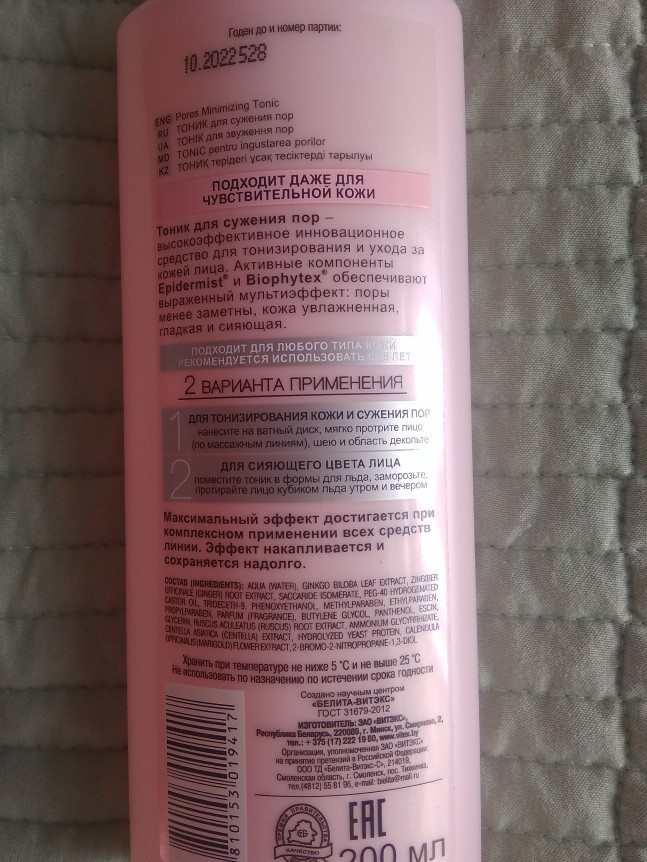 Годен до и номер партии:
10.2022528
ENG Pores Minimizing Tonic
RU ТОНИК для сужения пор
UA ТОНІК для звуження пор
MD TONIC pentru ingustarea porilor
KZ ТОНИК терідегі ұсақ тесіктерді тарылуы
ПОДХОДИТ ДАЖЕ ДЛЯ
ЧУВСТВИТЕЛЬНОЙ КОЖИ
Тоник для сужения пор –
высокоэффективное инновационное
средство для тонизирования и ухода за
кожей лица. Активные компоненты
Epidermist® и Biophytex® обеспечивают
выраженный мультиэффект: поры
менее заметны, кожа увлажненная,
гладкая и сияющая.
ПОДХОДИТ ДЛЯ ЛЮБОГО ТИПА КОЖИ
РЕКОМЕНДУЕТСЯ ИСПОЛЬЗОВАТЬ С ЛЕТ
2 ВАРИАНТА ПРИМЕНЕНИЯ
1 ДЛЯ ТОНИЗИРОВАНИЯ КОЖИ И СУЖЕНИЯ ПОР
нанесите на ватный диск, мягко протрите лицо
(по массажным линиям), шею и область декольте
2 ДЛЯ СИЯЮЩЕГО ЦВЕТА ЛИЦА
поместите тоник в формы для льда, заморозьте,
протирайте лицо кубиком льда утром и вечером
Максимальный эффект достигается при
комплексном применении всех средств
линии. Эффект накапливается и
сохраняется надолго.
СОСТАВ (INGREDIENTS): AQUA (WATER), GINKGO BILOBA LEAF EXTRACT, ZINGIBER
OFFICINALE (GINGER) ROOT EXTRACT, SACCARIDE ISOMERATE, PEG-40 HYDROGENATED
CASTOR OIL, TRIDECETH-9, PHENOXYETHANOL, METHYLPARABEN, ETHYLPARABEN,
PROPYLPARABEN, PARFUM (FRAGRANCE), BUTYLENE GLYCOL, PANTHENOL, ESCIN,
GLYCERIN, RUSCUS ACULEATUS (RUSCUS) ROOT EXTRACT, AMMONIUM GLYCYRRHIZATE,
CENTELLA ASIATICA (CENTELLA) EXTRACT, HYDROLYZED YEAST PROTEIN, CALENDULA
OFFICINALIS (MARIGOLD) FLOWER EXTRACT, 2-BROMO-2-NITROPROPANE-1,3-DIOL
Хранить при температуре не ниже 5 °C и не выше 25 °C
Не использовать по назначению по истечении срока годности
Создано научным центром
«БЕЛИТА-ВИТЭКС»
ГОСТ 31679-2012
ИЗГОТОВИТЕЛЬ: ЗАО «ВИТЭКС»,
Республика Беларусь, 220089, г. Минск, ул. Смирнова, 2,
тел.: + 375 (17) 222 19 60, www.vitex.by
Организация, уполномоченная ЗАО «ВИТЭКС»
на принятие претензий в Российской Федерации:
ООО ТД «Белита-Витэкс-С», 214019,
Смоленская область, г. Смоленск, пос. Тихвинка,
тел.(4812) 55 81 96, e-mail: bielita@mail.ru
810153 019417
EAC
КАЧЕСТВО
200 мл